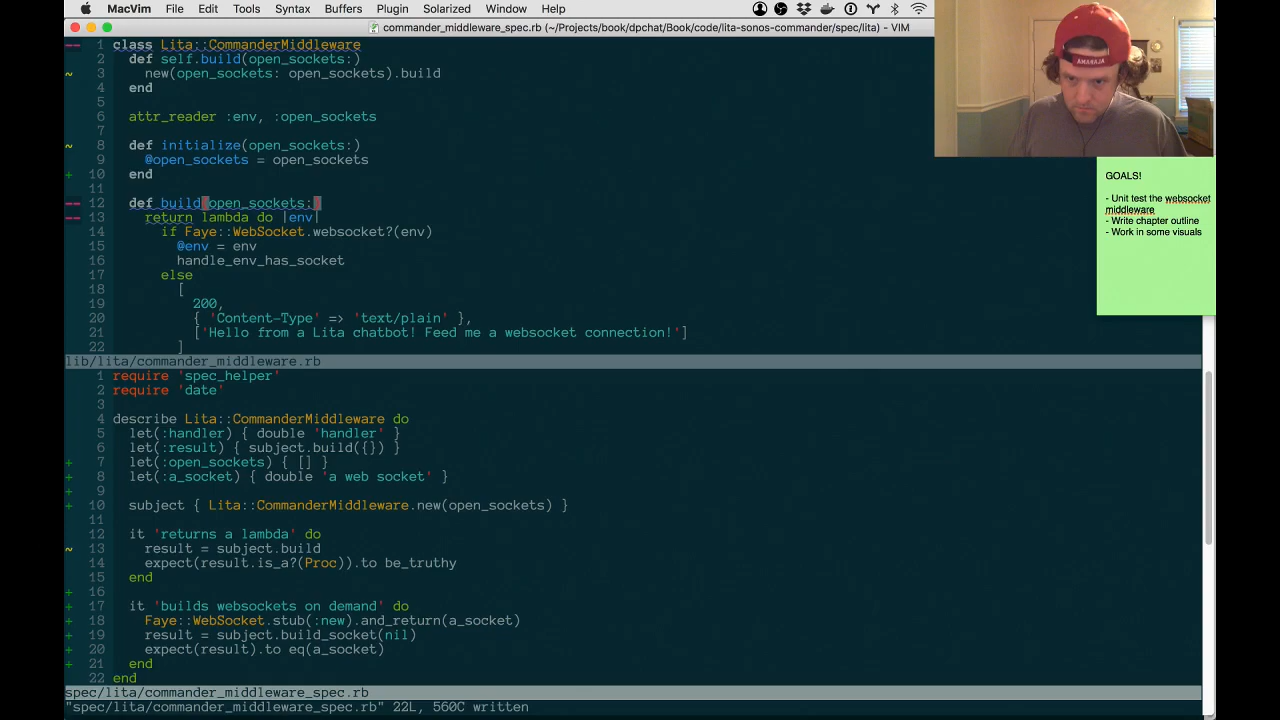 MacVim File Edit Tools Syntax Buffers Plugin Solarized Window Help
commander_middleware_spec.rb (~/Projects/book/dpchat/Book/code/lita-sonos-commander/spec/lita) - VIM
-- 1 class Lita::CommanderMiddleware
2 def self.build(open_sockets:)
~ 3 new(open_sockets: open_sockets).build
4 end
5
6 attr_reader :env, :open_sockets
7
~ 8 def initialize(open_sockets:)
9 @open_sockets = open_sockets
+ 10 end
11
-- 12 def build(open_sockets:)
-- 13 return lambda do |env|
14 if Faye::WebSocket.websocket?(env)
15 @env = env
16 handle_env_has_socket
17 else
18 [
19 200,
20 { 'Content-Type' => 'text/plain' },
21 ['Hello from a Lita chatbot! Feed me a websocket connection!']
22 ]
lib/lita/commander_middleware.rb
1 require 'spec_helper'
2 require 'date'
3
4 describe Lita::CommanderMiddleware do
5 let(:handler) { double 'handler' }
6 let(:result) { subject.build({}) }
+ 7 let(:open_sockets) { [] }
+ 8 let(:a_socket) { double 'a web socket' }
+ 9
+ 10 subject { Lita::CommanderMiddleware.new(open_sockets) }
11
12 it 'returns a lambda' do
~ 13 result = subject.build
14 expect(result.is_a?(Proc)).to be_truthy
15 end
+ 16
+ 17 it 'builds websockets on demand' do
+ 18 Faye::WebSocket.stub(:new).and_return(a_socket)
+ 19 result = subject.build_socket(nil)
+ 20 expect(result).to eq(a_socket)
+ 21 end
22 end
spec/lita/commander_middleware_spec.rb
"spec/lita/commander_middleware_spec.rb" 22L, 560C written
AMANAJA
GOALS!
- Unit test the websocket
middleware
- Write chapter outline
- Work in some visuals